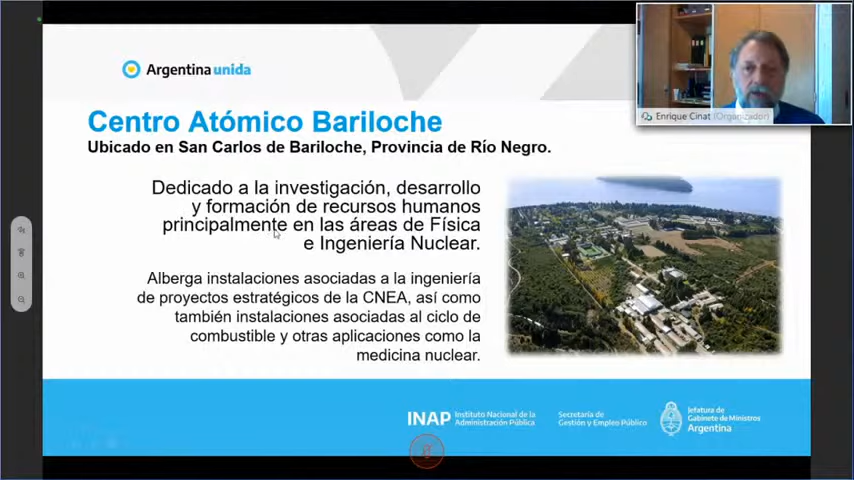 Argentina unida
Enrique Cinat (Organizador)
Centro Atómico Bariloche
Ubicado en San Carlos de Bariloche, Provincia de Río Negro.
Dedicado a la investigación, desarrollo
y formación de recursos humanos
principalmente en las áreas de Física
e Ingeniería Nuclear.
Alberga instalaciones asociadas a la ingeniería
de proyectos estratégicos de la CNEA, así como
también instalaciones asociadas al ciclo de
combustible y otras aplicaciones como la
medicina nuclear.
INAP
Instituto Nacional de la
Administración Pública
Secretaría de
Gestión y Empleo Público
Jefatura de
Gabinete de Ministros
Argentina